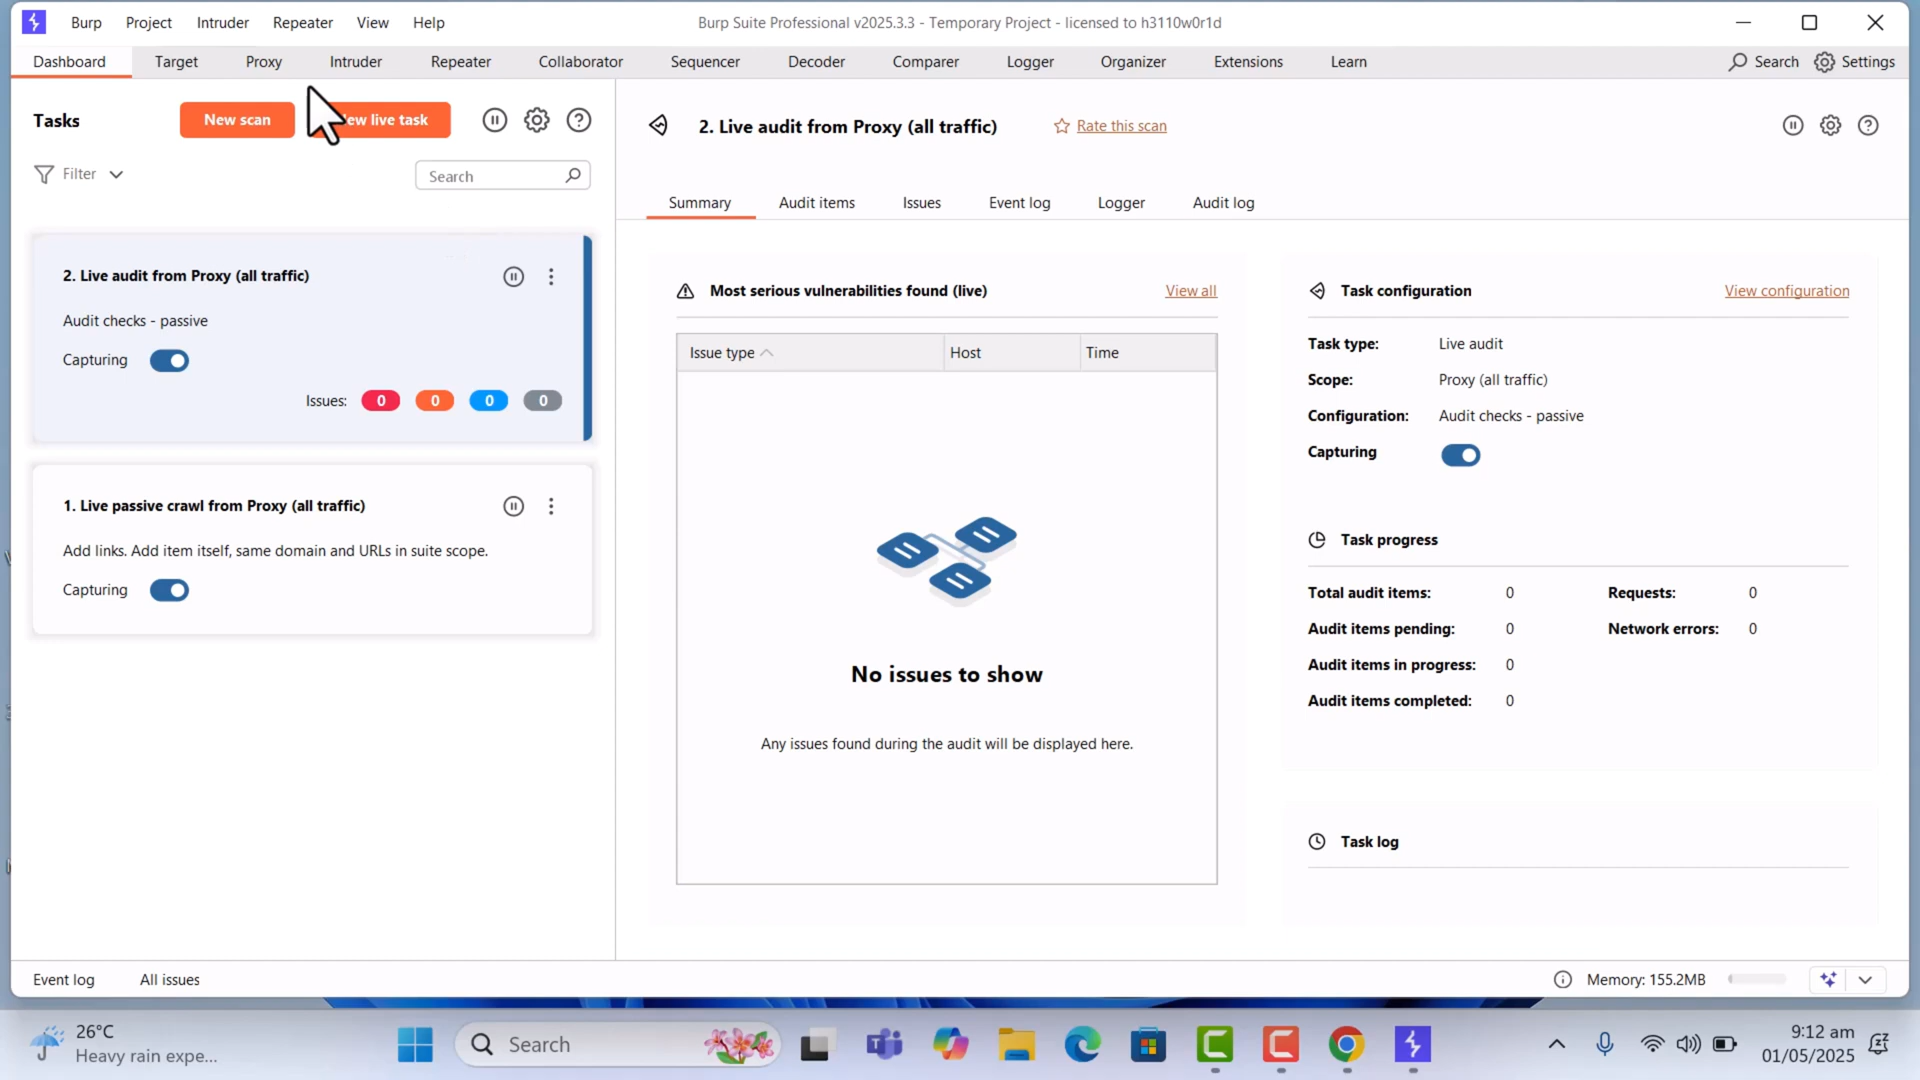 Burp Project Intruder Repeater View Help
Burp Suite Professional v2025.3.3 - Temporary Project - licensed to h3110w0r1d
Dashboard Target Proxy Intruder Repeater Collaborator Sequencer Decoder Comparer Logger Organizer Extensions Learn Search Settings
Tasks
New scan
live task
Filter
Search
2. Live audit from Proxy (all traffic)
Audit checks - passive
Capturing
Issues: 0 0 0 0
1. Live passive crawl from Proxy (all traffic)
Add links. Add item itself, same domain and URLs in suite scope.
Capturing
2. Live audit from Proxy (all traffic)
Rate this scan
Summary Audit items Issues Event log Logger Audit log
Most serious vulnerabilities found (live)
View all
Issue type Host Time
No issues to show
Any issues found during the audit will be displayed here.
Task configuration
View configuration
Task type: Live audit
Scope: Proxy (all traffic)
Configuration: Audit checks - passive
Capturing
Task progress
Total audit items: 0 Requests: 0
Audit items pending: 0 Network errors: 0
Audit items in progress: 0
Audit items completed: 0
Task log
Event log All issues
Memory: 155.2MB
26°C
Heavy rain expe...
Search
9:12 am
01/05/2025